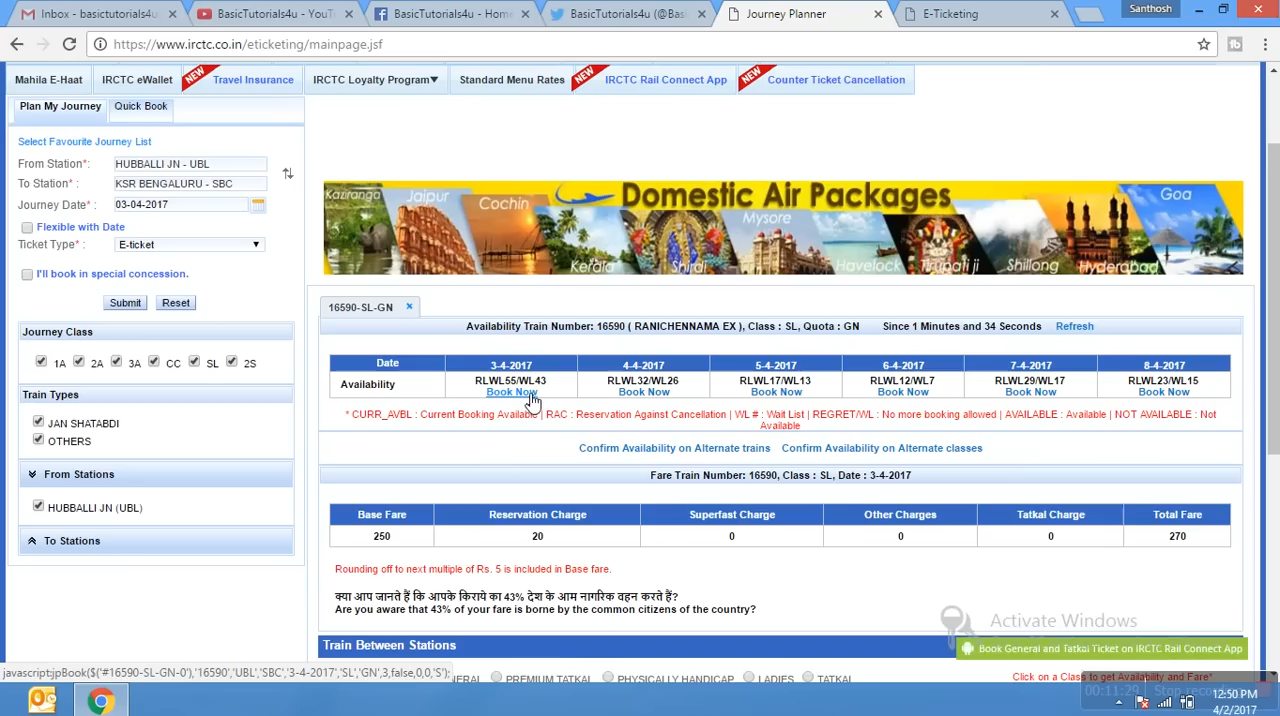 Inbox - basictutorials4u
BasicTutorials4U - YouT
BasicTutorials4U - Home
BasicTutorials4U (@Basi
Journey Planner
E-Ticketing
Santhosh
https://www.irctc.co.in/eticketing/mainpage.jsf
Mahila E-Haat
IRCTC eWallet
NEW
Travel Insurance
IRCTC Loyalty Program▼
Standard Menu Rates
NEW
IRCTC Rail Connect App
NEW
Counter Ticket Cancellation
Plan My Journey
Quick Book
Select Favourite Journey List
From Station*: HUBBALLI JN - UBL
To Station* : KSR BENGALURU - SBC
Journey Date* : 03-04-2017
Flexible with Date
Ticket Type* : E-ticket
I'll book in special concession.
Submit Reset
Journey Class
1A 2A 3A CC SL 2S
Train Types
JAN SHATABDI
OTHERS
From Stations
HUBBALLI JN (UBL)
To Stations
Domestic Air Packages
Kaziranga Jaipur Cochin Mysore Goa
Kerala Shirdi Havelock Tirupati ji Shillong Hyderabad
16590-SL-GN
Availability Train Number: 16590 ( RANICHENNAMA EX ), Class : SL, Quota : GN Since 1 Minutes and 34 Seconds Refresh
Date 3-4-2017 4-4-2017 5-4-2017 6-4-2017 7-4-2017 8-4-2017
Availability RLWL55/WL43 RLWL32/WL26 RLWL17/WL13 RLWL12/WL7 RLWL29/WL17 RLWL23/WL15
Book Now Book Now Book Now Book Now Book Now Book Now
* CURR_AVBL : Current Booking Available | RAC : Reservation Against Cancellation | WL # : Wait List | REGRET/WL : No more booking allowed | AVAILABLE : Available | NOT AVAILABLE : Not
Available
Confirm Availability on Alternate trains Confirm Availability on Alternate classes
Fare Train Number: 16590, Class : SL, Date : 3-4-2017
Base Fare Reservation Charge Superfast Charge Other Charges Tatkal Charge Total Fare
250 20 0 0 0 270
Rounding off to next multiple of Rs. 5 is included in Base fare.
क्या आप जानते हैं कि आपके किराये का 43% देश के आम नागरिक वहन करते हैं?
Are you aware that 43% of your fare is borne by the common citizens of the country?
Activate Windows
Train Between Stations
Book General and Tatkal Ticket on IRCTC Rail Connect App
javascript:jpBook($('#16590-SL-GN-0'),'16590','UBL','SBC','3-4-2017','SL','GN',3,false,0,0,'S');
PREMIUM TATKAL PHYSICALLY HANDICAP LADIES TATKAL
Click on a Class to get Availability and Fare*
00:11:29 Stop
12:50 PM
4/2/2017